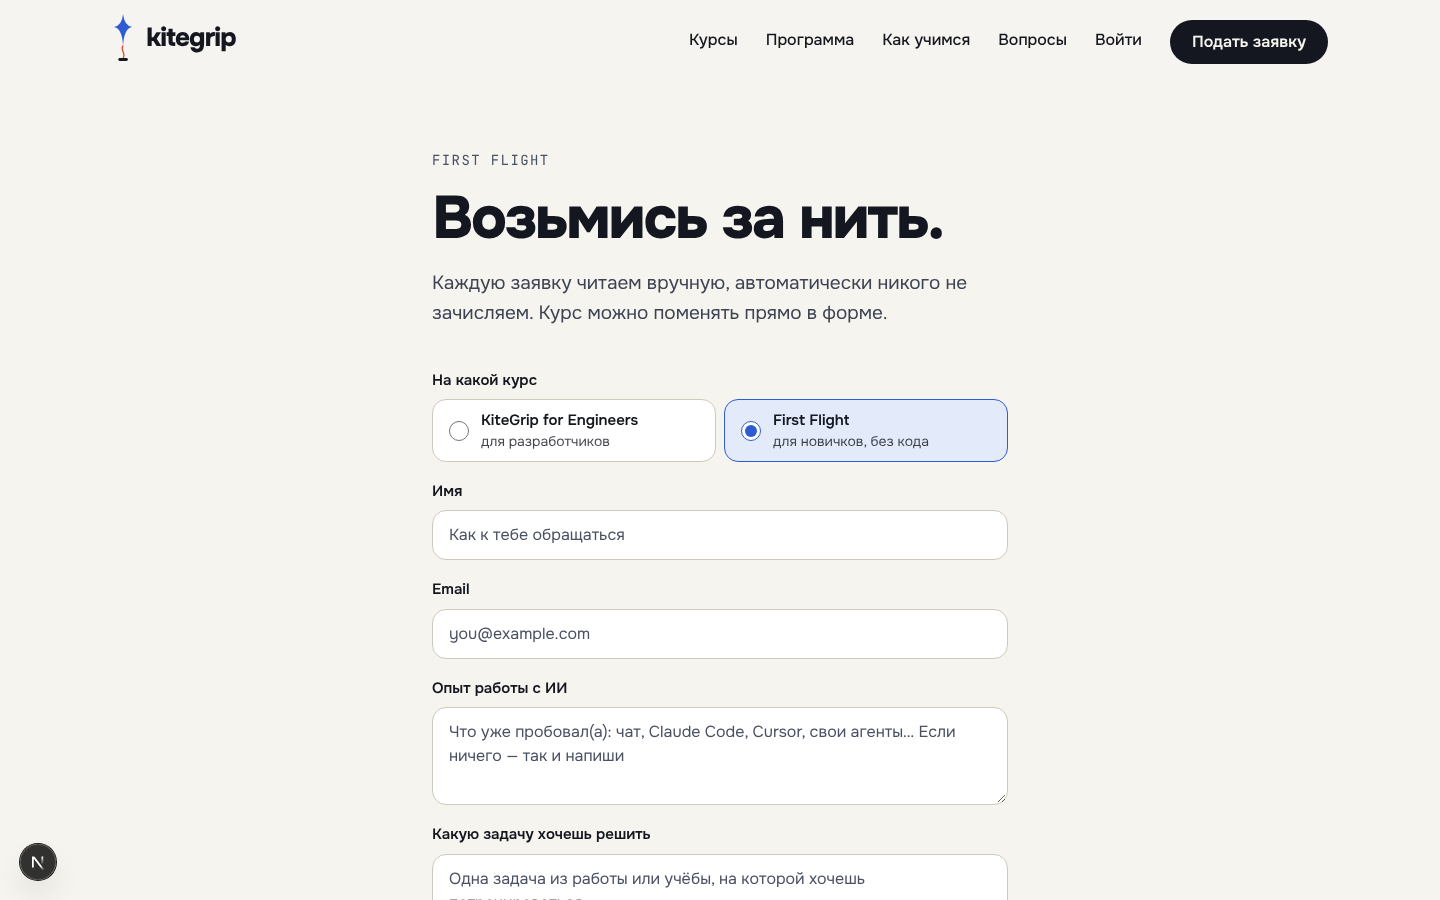 kitegrip
Курсы
Программа
Как учимся
Вопросы
Войти
Подать заявку
FIRST FLIGHT
Возьмись за нить.
Каждую заявку читаем вручную, автоматически никого не
зачисляем. Курс можно поменять прямо в форме.
На какой курс
KiteGrip for Engineers
для разработчиков
First Flight
для новичков, без кода
Имя
Как к тебе обращаться
Email
you@example.com
Опыт работы с ИИ
Что уже пробовал(а): чат, Claude Code, Cursor, свои агенты... Если
ничего — так и напиши
Какую задачу хочешь решить
Одна задача из работы или учёбы, на которой хочешь